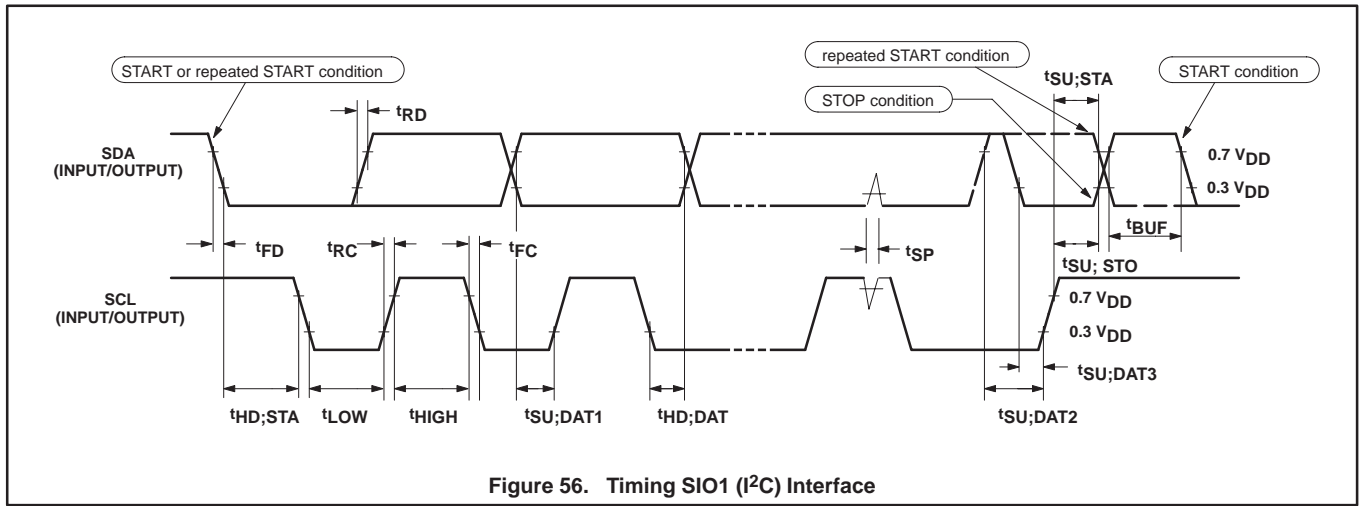 repeated START condition
tSU;STA
START or repeated START condition
START condition
STOP condition
tRD
SDA
(INPUT/OUTPUT)
0.7 VDD
0.3 VDD
tBUF
tFD
tRC
tFC
tSP
tSU; STO
SCL
(INPUT/OUTPUT)
0.7 VDD
0.3 VDD
tSU;DAT3
tHD;STA
tLOW
tHIGH
tSU;DAT1
tHD;DAT
tSU;DAT2
Figure 56. Timing SIO1 (I2C) Interface